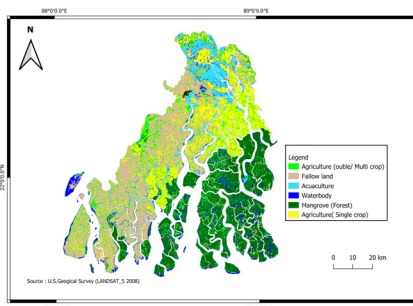 88°0'0.0"E 89°0'0.0"E
N
22°0'0.0"N
Legend
Agriculture (ouble/ Multi crop)
Fallow land
Acuaculture
Waterbody
Mangrove (Forest)
Agriculture( Single crop)
0 10 20 km
Source : U.S.Geogical Survey (LANDSAT_5 2008)